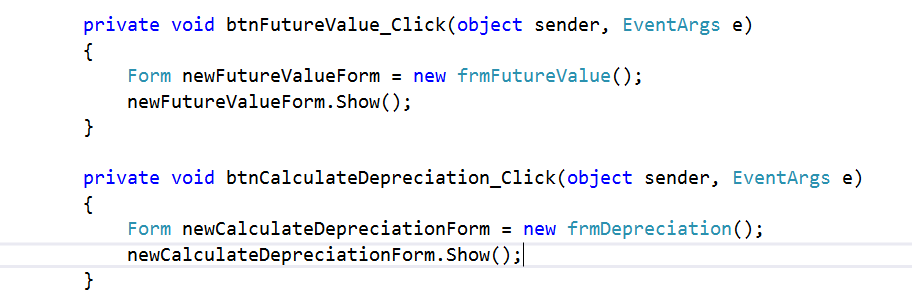 private void btnFutureValue_Click(object sender, EventArgs e)
{
    Form newFutureValueForm = new frmFutureValue();
    newFutureValueForm.Show();
}

private void btnCalculateDepreciation_Click(object sender, EventArgs e)
{
    Form newCalculateDepreciationForm = new frmDepreciation();
    newCalculateDepreciationForm.Show();
}